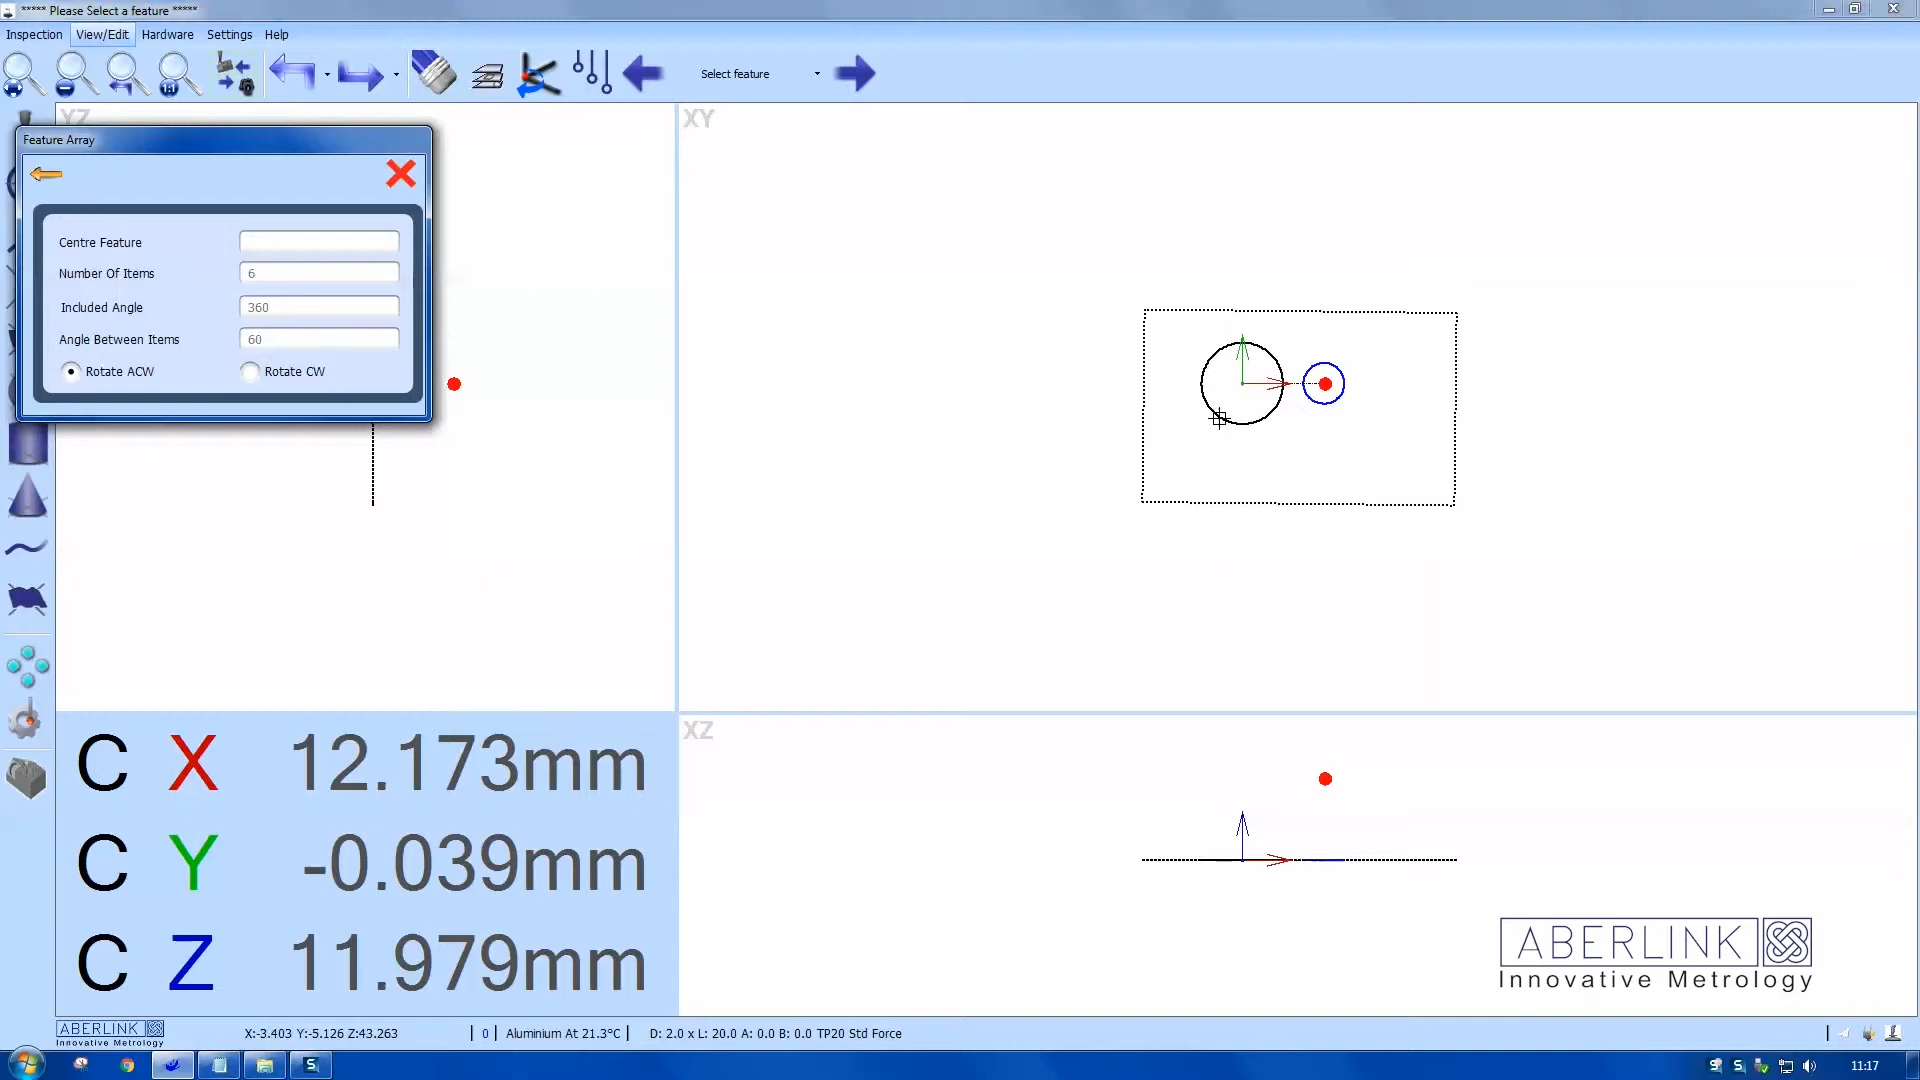 ***** Please Select a feature *****
Inspection View/Edit Hardware Settings Help
1:1
Select feature
YZ
XY
Feature Array
Centre Feature
Number Of Items 6
Included Angle 360
Angle Between Items 60
Rotate ACW Rotate CW
C X 12.173mm
C Y -0.039mm
C Z 11.979mm
XZ
ABERLINK
Innovative Metrology
ABERLINK
Innovative Metrology
X:-3.403 Y:-5.126 Z:43.263
0
Aluminium At 21.3°C
D: 2.0 x L: 20.0 A: 0.0 B: 0.0 TP20 Std Force
11:17